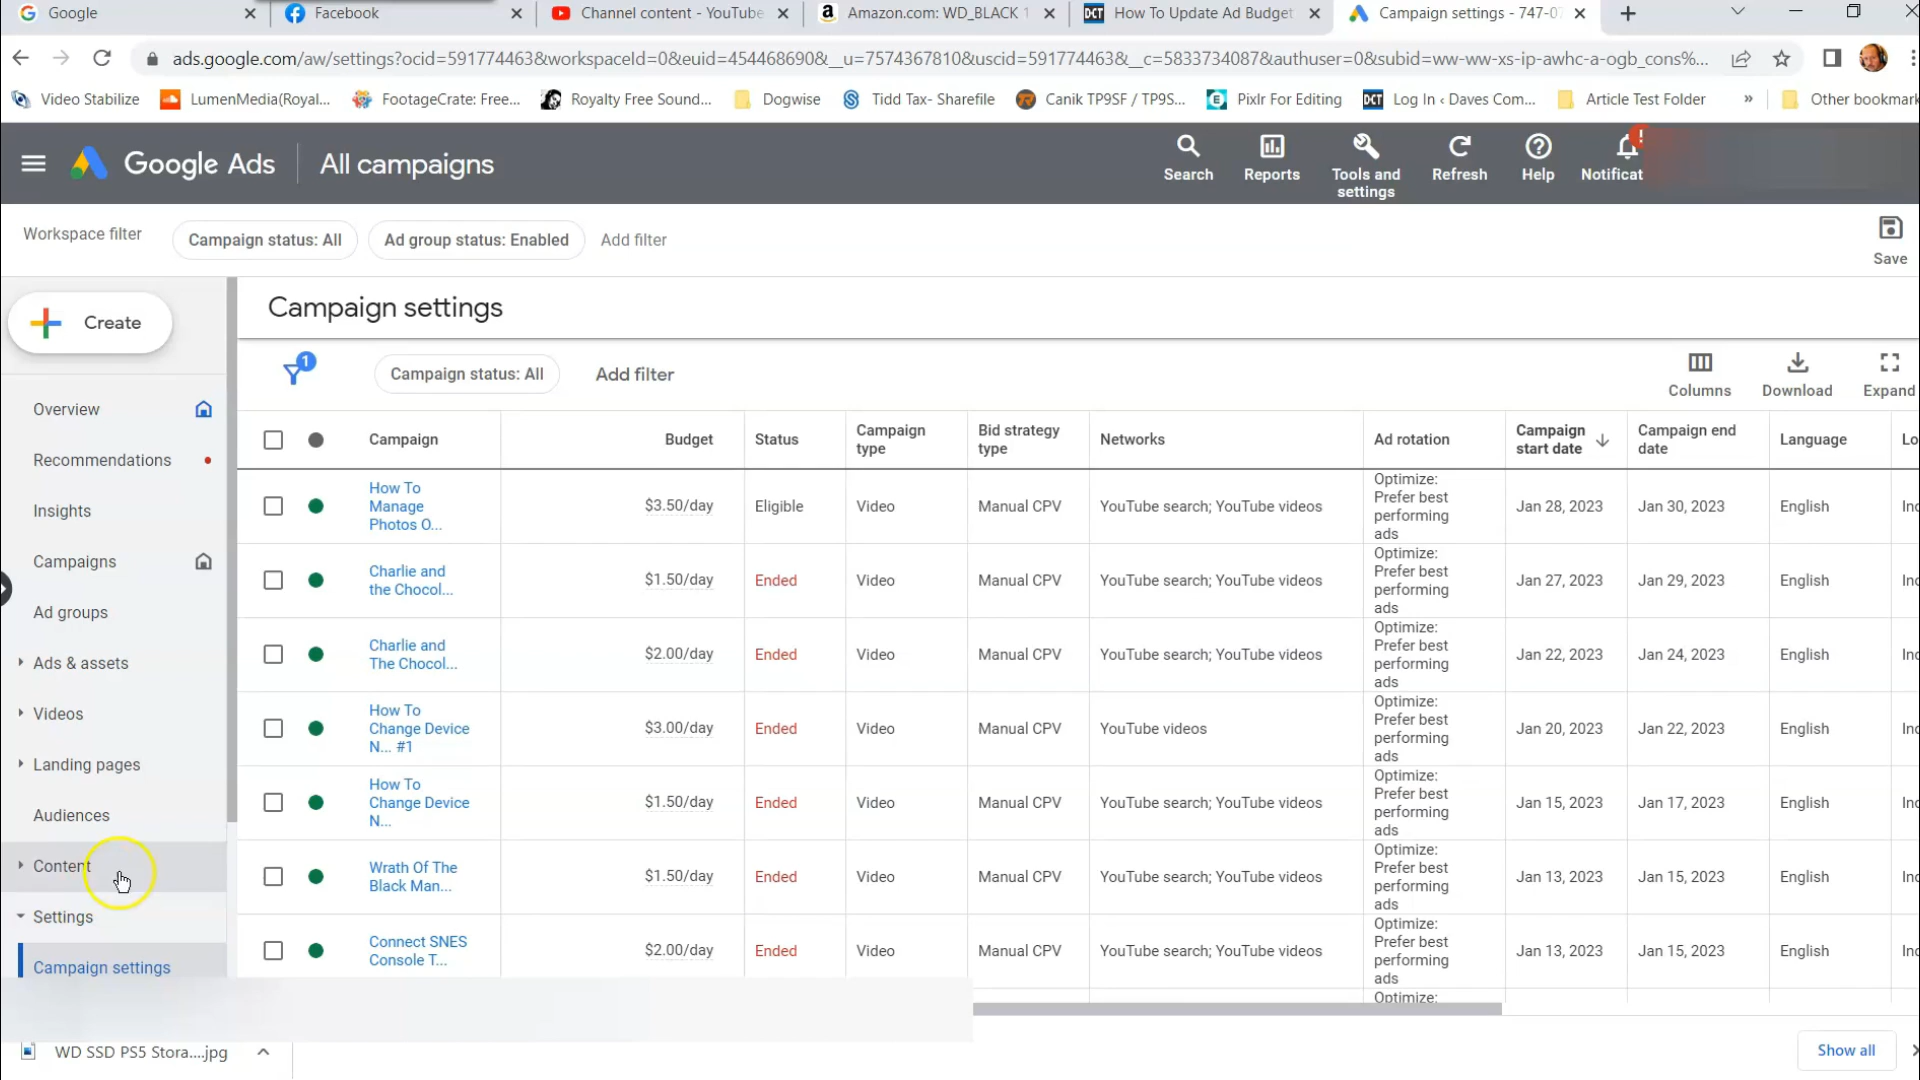 Google
Facebook
Channel content - YouTube
Amazon.com: WD_BLACK 1
How To Update Ad Budget
Campaign settings - 747-07
ads.google.com/aw/settings?ocid=591774463&workspaceId=0&euid=454468690&__u=7574367810&uscid=591774463&__c=5833734087&authuser=0&subid=ww-ww-xs-ip-awhc-a-ogb_cons%...
Video Stabilize
LumenMedia(Royal...
FootageCrate: Free...
Royalty Free Sound...
Dogwise
Tidd Tax- Sharefile
Canik TP9SF / TP9S...
Pixlr For Editing
Log In ‹ Daves Com...
Article Test Folder
»
Other bookmark
Google Ads
All campaigns
Search
Reports
Tools and
settings
Refresh
Help
Notificat
Workspace filter
Campaign status: All
Ad group status: Enabled
Add filter
Save
Create
Campaign settings
1
Campaign status: All
Add filter
Columns
Download
Expand
Overview
Recommendations
Insights
Campaigns
Ad groups
Ads & assets
Videos
Landing pages
Audiences
Content
Settings
Campaign settings
Campaign
Budget
Status
Campaign
type
Bid strategy
type
Networks
Ad rotation
Campaign
start date
Campaign end
date
Language
Lo
How To
Manage
Photos O...
$3.50/day
Eligible
Video
Manual CPV
YouTube search; YouTube videos
Optimize:
Prefer best
performing
ads
Jan 28, 2023
Jan 30, 2023
English
Charlie and
the Chocol...
$1.50/day
Ended
Video
Manual CPV
YouTube search; YouTube videos
Optimize:
Prefer best
performing
ads
Jan 27, 2023
Jan 29, 2023
English
Charlie and
The Chocol...
$2.00/day
Ended
Video
Manual CPV
YouTube search; YouTube videos
Optimize:
Prefer best
performing
ads
Jan 22, 2023
Jan 24, 2023
English
How To
Change Device
N... #1
$3.00/day
Ended
Video
Manual CPV
YouTube videos
Optimize:
Prefer best
performing
ads
Jan 20, 2023
Jan 22, 2023
English
How To
Change Device
N...
$1.50/day
Ended
Video
Manual CPV
YouTube search; YouTube videos
Optimize:
Prefer best
performing
ads
Jan 15, 2023
Jan 17, 2023
English
Wrath Of The
Black Man...
$1.50/day
Ended
Video
Manual CPV
YouTube search; YouTube videos
Optimize:
Prefer best
performing
ads
Jan 13, 2023
Jan 15, 2023
English
Connect SNES
Console T...
$2.00/day
Ended
Video
Manual CPV
YouTube search; YouTube videos
Optimize:
Prefer best
performing
ads
Jan 13, 2023
Jan 15, 2023
English
Optimize:
WD SSD PS5 Stora....jpg
Show all